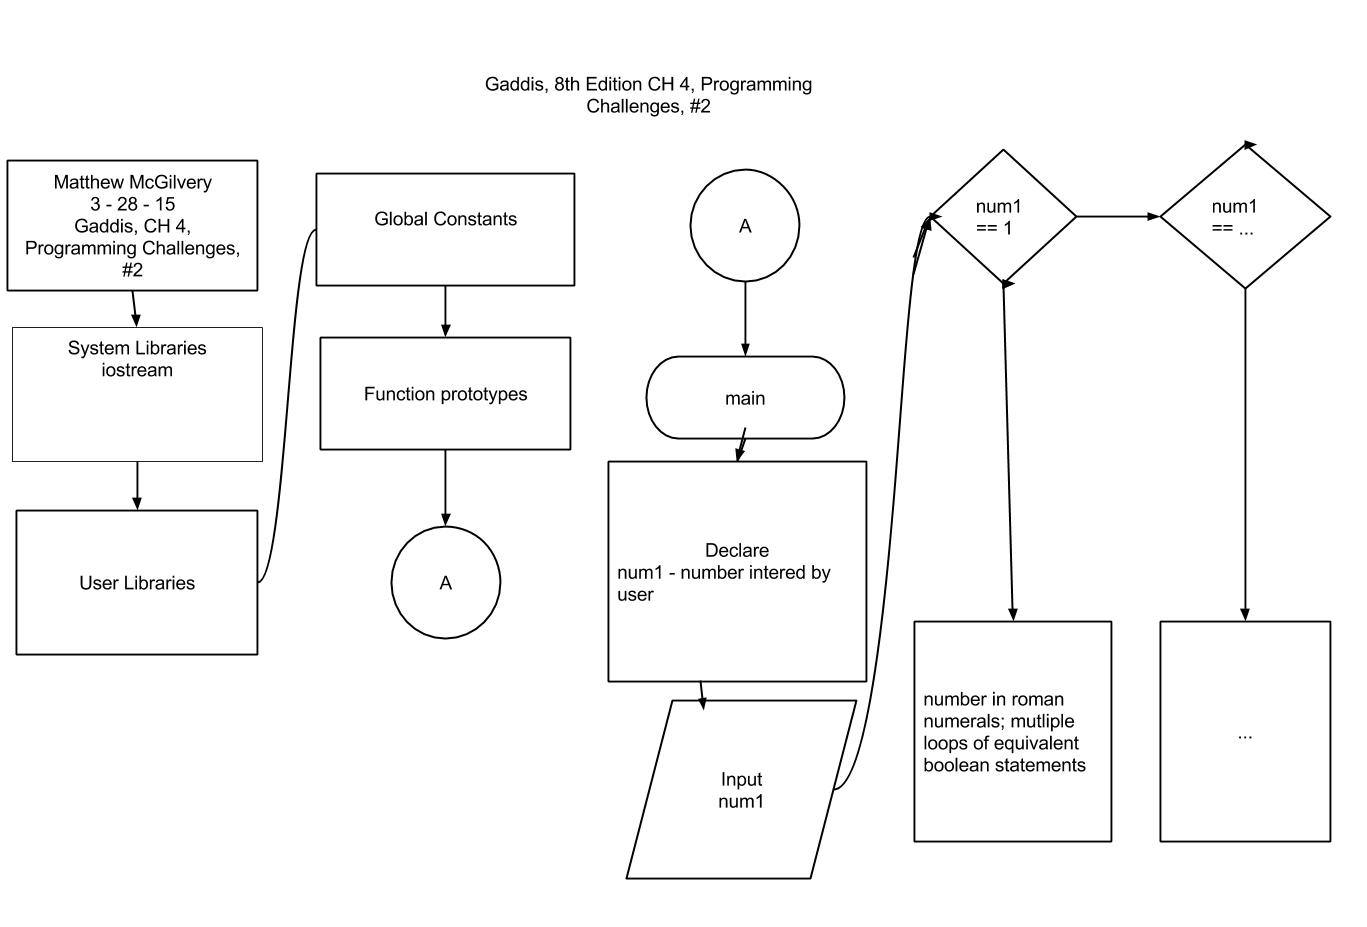 Gaddis, 8th Edition CH 4, Programming
Challenges, #2
Matthew McGilvery
3 - 28 - 15
Gaddis, CH 4,
Programming Challenges,
#2
System Libraries
iostream
User Libraries
Global Constants
Function prototypes
A
A
main
Declare
num1 - number intered by
user
Input
num1
num1
== 1
number in roman
numerals; mutliple
loops of equivalent
boolean statements
num1
== ...
...